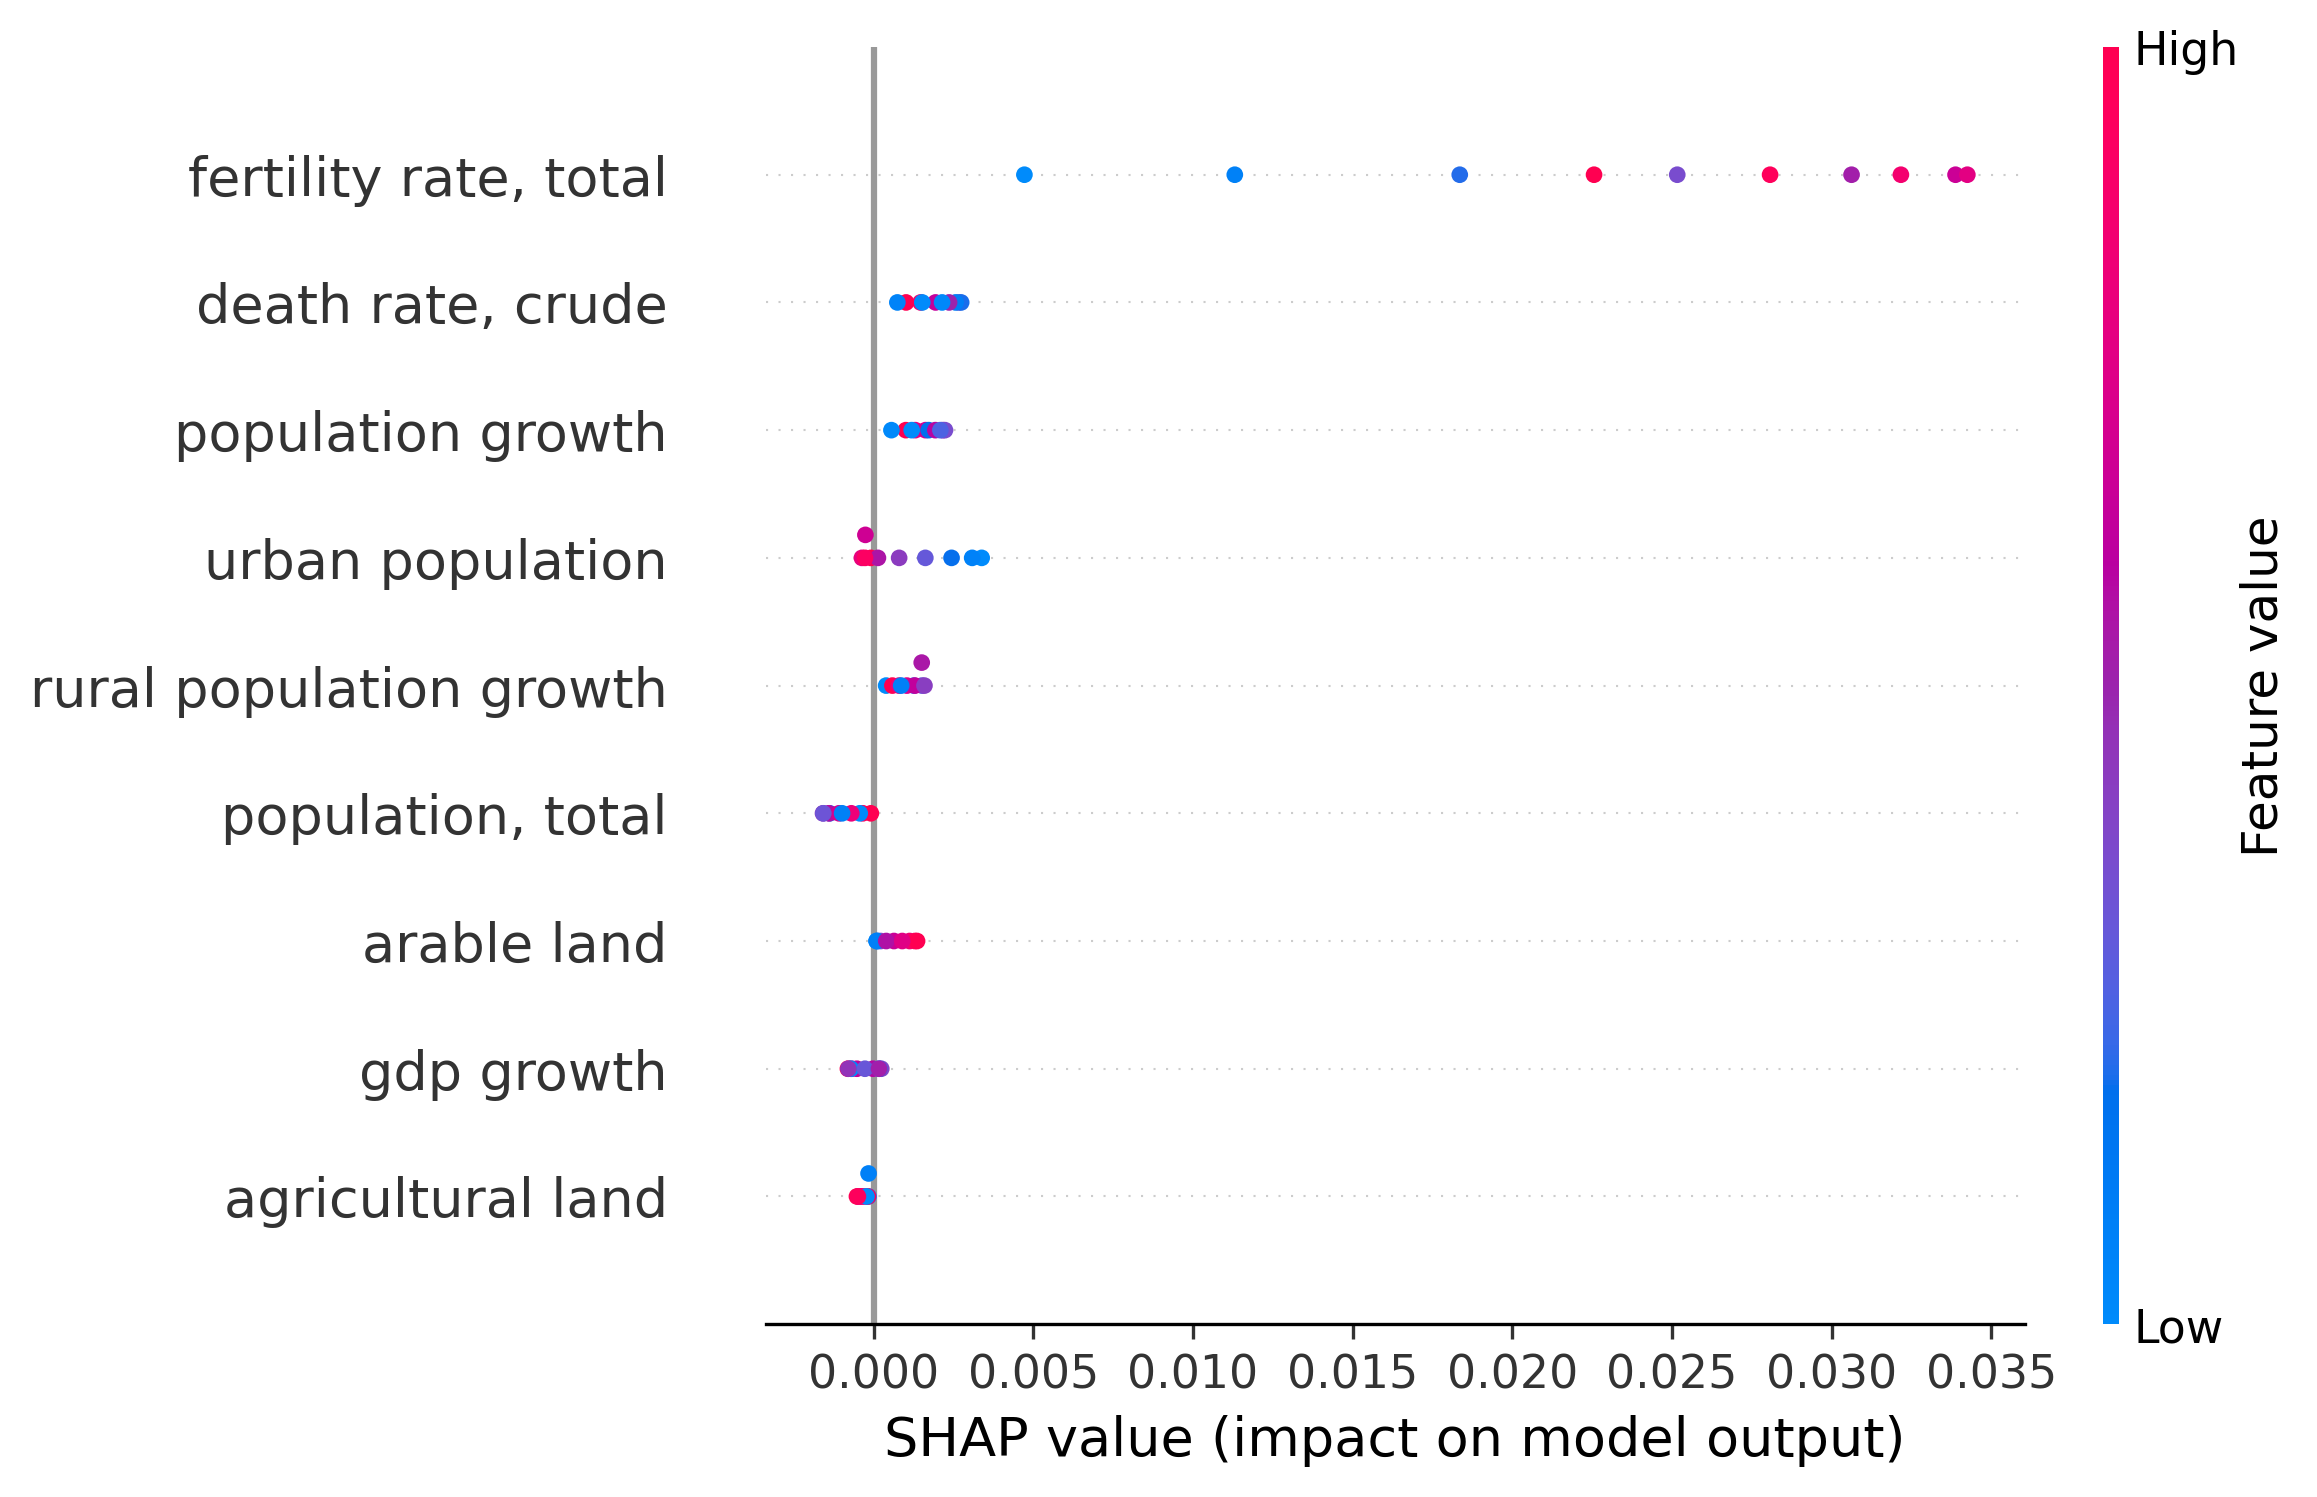 High
fertility rate, total
death rate, crude
population growth
urban population
rural population growth
population, total
arable land
gdp growth
agricultural land
Feature value
Low
0.000 0.005 0.010 0.015 0.020 0.025 0.030 0.035
SHAP value (impact on model output)